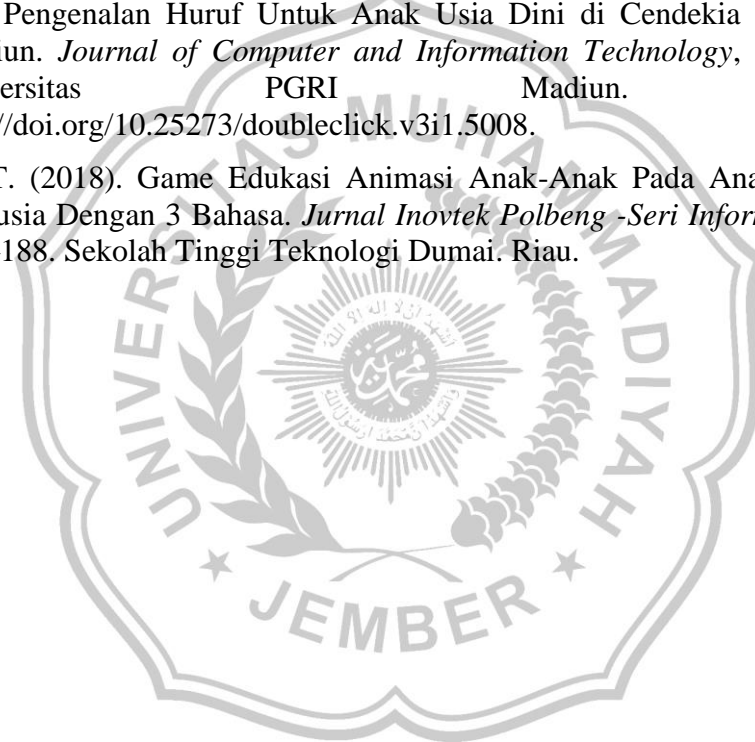 Pengenalan Huruf Untuk Anak Usia Dini di Cendekia
iun. Journal of Computer and Information Technology,
ersitas PGRI Madiun.
//doi.org/10.25273/doubleclick.v3i1.5008.
T. (2018). Game Edukasi Animasi Anak-Anak Pada Ana
usia Dengan 3 Bahasa. Jurnal Inovtek Polbeng -Seri Infor
188. Sekolah Tinggi Teknologi Dumai. Riau.
UNIVERSITAS MUHAMMADIYAH
JEMBER